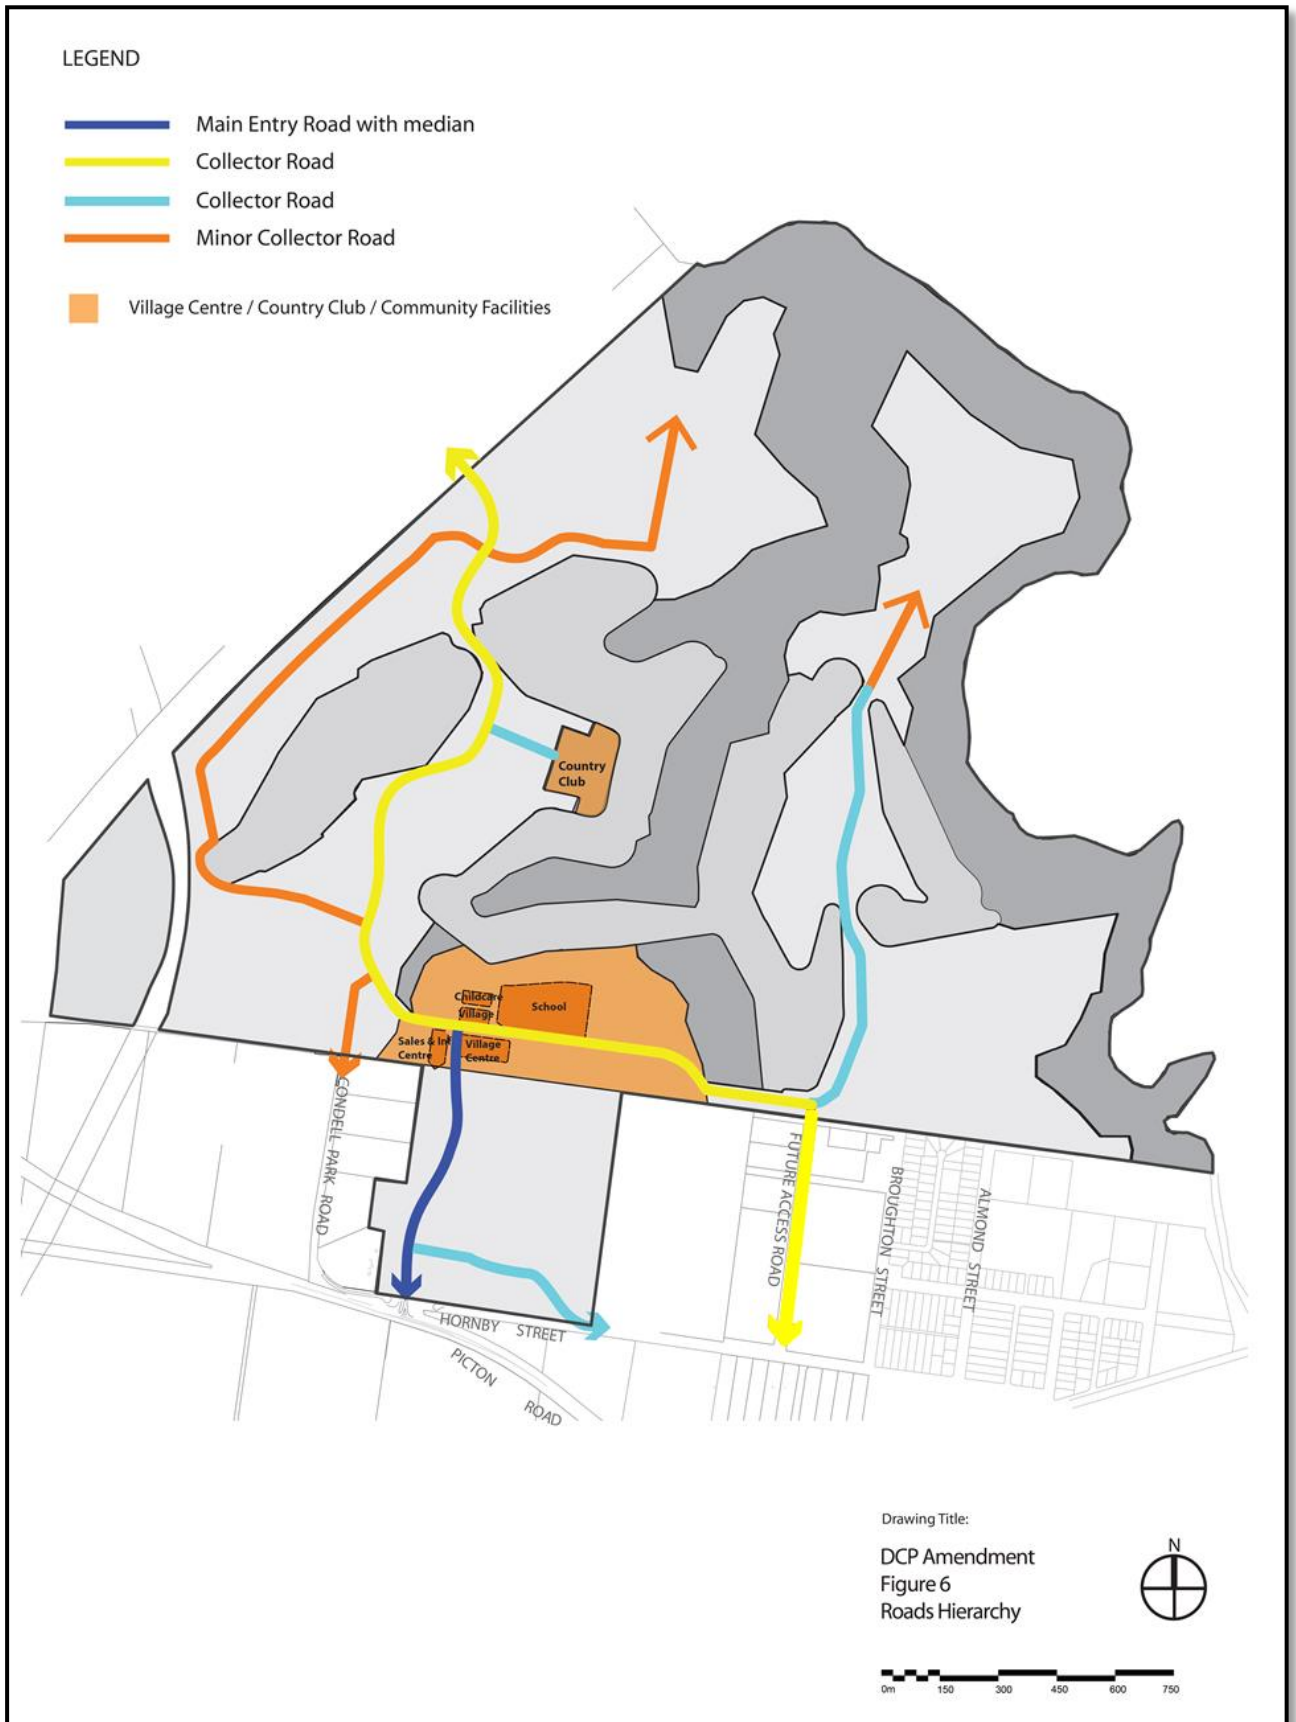 LEGEND
Main Entry Road with median
Collector Road
Collector Road
Minor Collector Road
Village Centre / Country Club / Community Facilities
Country
Club
Childcare
Village
School
Sales & Inf
Centre
Village
Centre
CONDELL PARK ROAD
FUTURE ACCESS ROAD
BROUGHTON STREET
ALMOND STREET
HORNBY STREET
PICTON
ROAD
Drawing Title:
DCP Amendment
Figure 6
Roads Hierarchy
N
0m 150 300 450 600 750